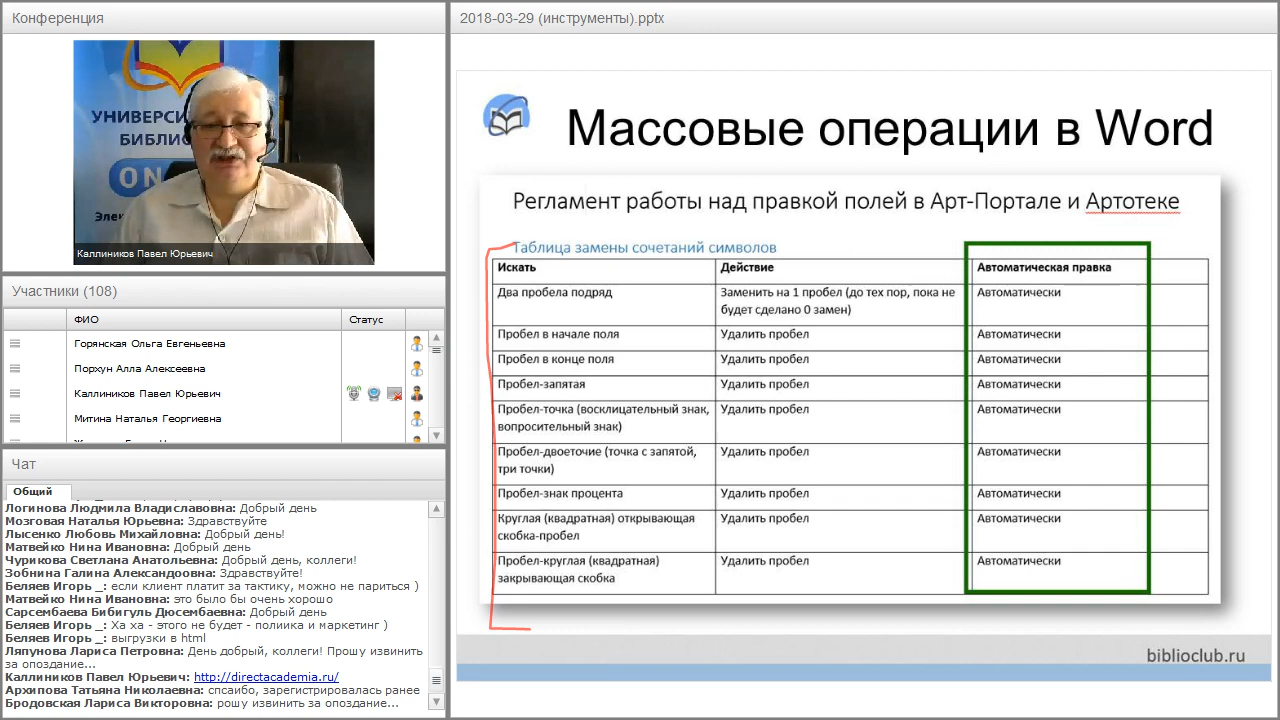 Конференция
УНИВЕРСИ
БИБЛИО
ON
Каллиников Павел Юрьевич
Участники (108)
ФИО Статус
Горянская Ольга Евгеньевна
Порхун Алла Алексеевна
Каллиников Павел Юрьевич
Митина Наталья Георгиевна
Чат
Общий
Логинова Людмила Владиславовна: Добрый день
Мозговая Наталья Юрьевна: Здравствуйте
Лысенко Любовь Михайловна: Добрый день!
Матвейко Нина Ивановна: Добрый день
Чурикова Светлана Анатольевна: Добрый день, коллеги!
Зобнина Галина Александоовна: Здравствуйте!
Беляев Игорь _: если клиент платит за тактику, можно не париться )
Матвейко Нина Ивановна: это было бы очень хорошо
Сарсембаева Бибигуль Дюсембаевна: Добрый день
Беляев Игорь _: Ха ха - этого не будет - полиика и маркетинг )
Беляев Игорь _: выгрузки в html
Ляпунова Лариса Петровна: День добрый, коллеги! Прошу извинить
за опоздание...
Каллиников Павел Юрьевич: http://directacademia.ru/
Архипова Татьяна Николаевна: спсаибо, зарегистрировалась ранее
Бродовская Лариса Викторовна: рошу извинить за опоздание...
2018-03-29 (инструменты).pptx
Массовые операции в Word
Регламент работы над правкой полей в Арт-Портале и Артотеке
Таблица замены сочетаний символов
Искать Действие Автоматическая правка
Два пробела подряд Заменить на 1 пробел (до тех пор, пока не Автоматически
будет сделано 0 замен)
Пробел в начале поля Удалить пробел Автоматически
Пробел в конце поля Удалить пробел Автоматически
Пробел-запятая Удалить пробел Автоматически
Пробел-точка (восклицательный знак, Удалить пробел Автоматически
вопросительный знак)
Пробел-двоеточие (точка с запятой, Удалить пробел Автоматически
три точки)
Пробел-знак процента Удалить пробел Автоматически
Круглая (квадратная) открывающая Удалить пробел Автоматически
скобка-пробел
Пробел-круглая (квадратная) Удалить пробел Автоматически
закрывающая скобка
biblioclub.ru